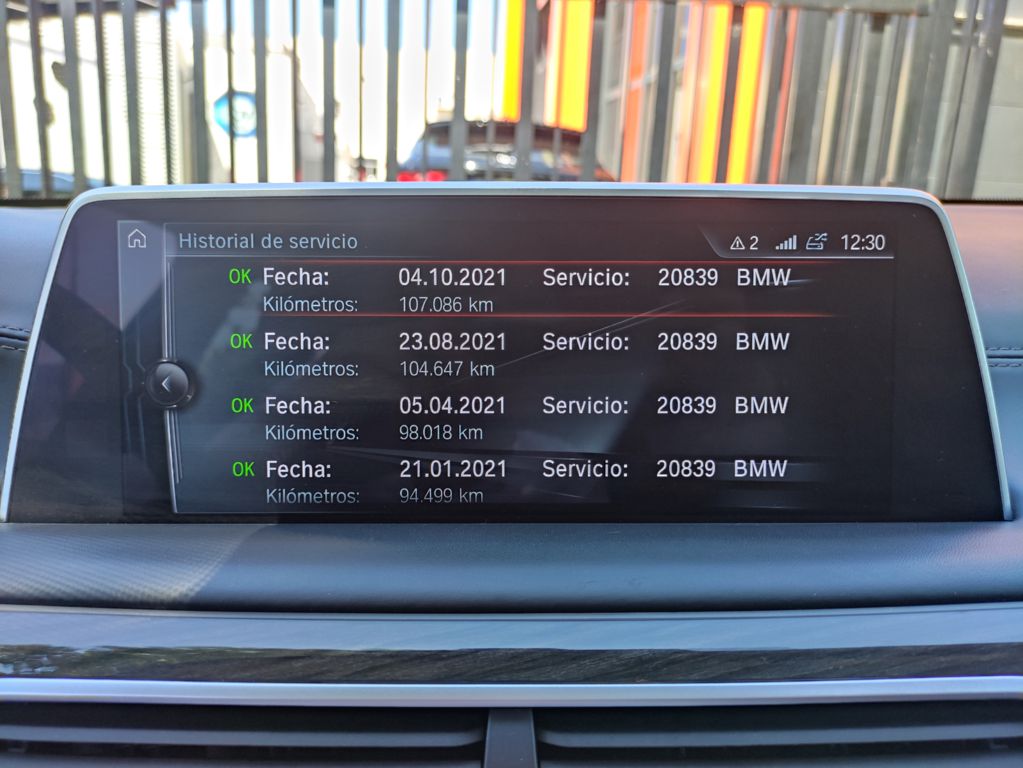 Historial de servicio 2 12:30
OK Fecha: 04.10.2021 Servicio: 20839 BMW
Kilómetros: 107.086 km
OK Fecha: 23.08.2021 Servicio: 20839 BMW
Kilómetros: 104.647 km
OK Fecha: 05.04.2021 Servicio: 20839 BMW
Kilómetros: 98.018 km
OK Fecha: 21.01.2021 Servicio: 20839 BMW
Kilómetros: 94.499 km